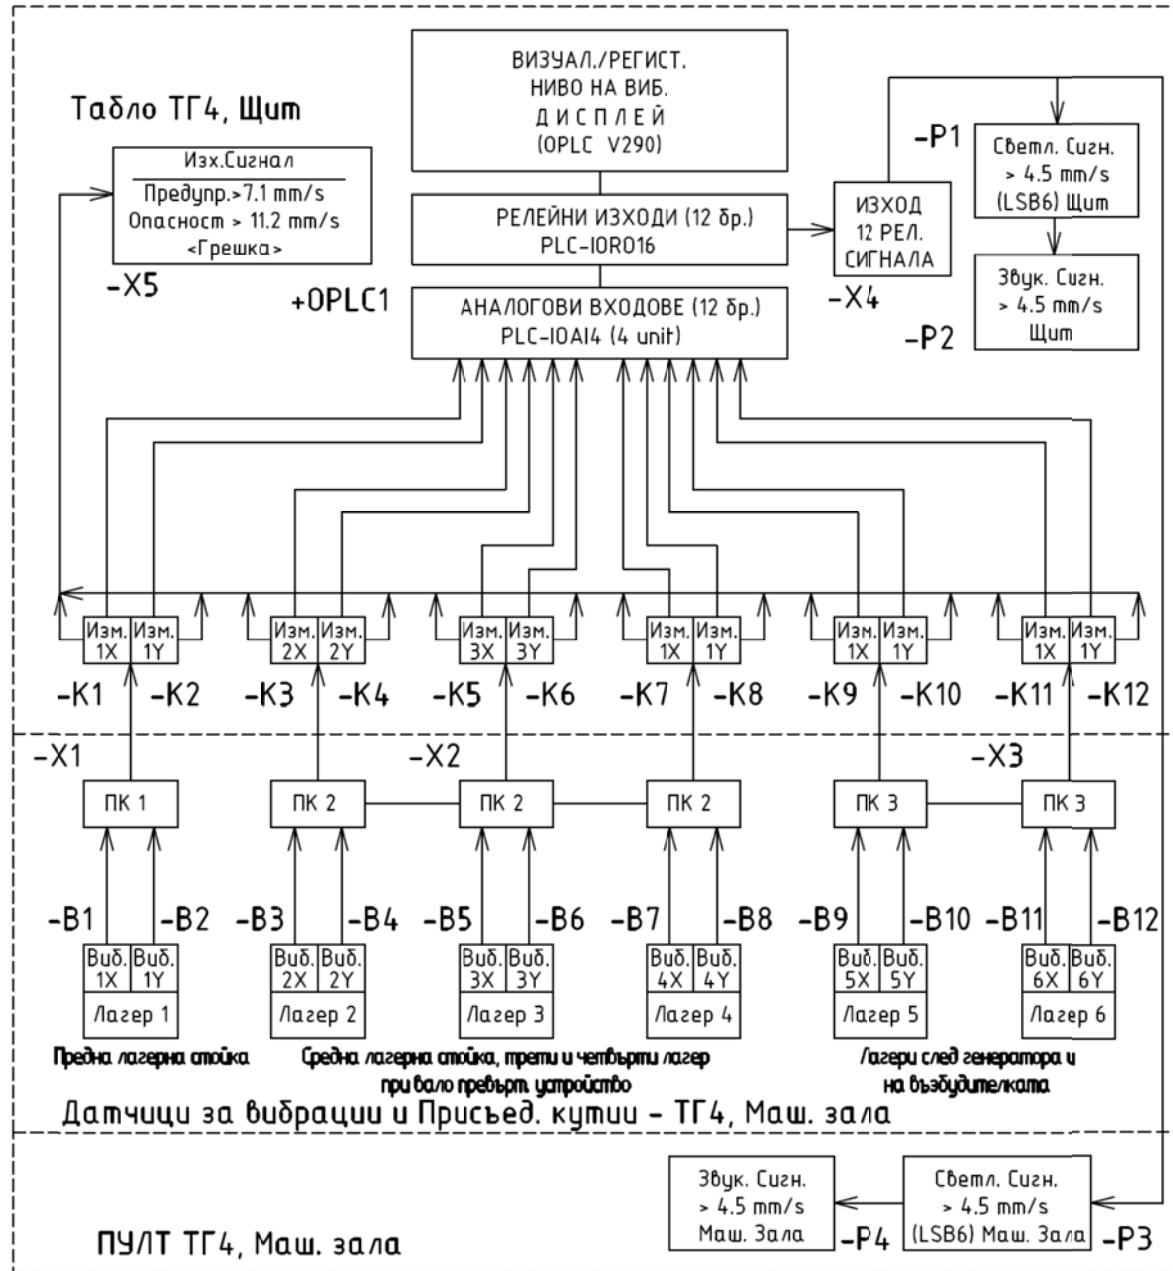 ВИЗУАЛ./РЕГИСТ.
НИВО НА ВИБ.
ДИСПЛЕЙ
(OPLC V290)
Табло ТГ4, Щит
Изх.Сигнал
Предупр.>7.1 mm/s
Опасност > 11.2 mm/s
<Грешка>
-X5
РЕЛЕЙНИ ИЗХОДИ (12 бр.)
PLC-IORO16
+OPLC1
АНАЛОГОВИ ВХОДОВЕ (12 бр.)
PLC-IOAI4 (4 unit)
ИЗХОД
12 РЕЛ.
СИГНАЛА
-X4
-P1
Светл. Сигн.
> 4.5 mm/s
(LSB6) Щит
Звук. Сигн.
> 4.5 mm/s
Щит
-P2
Изм. Изм. Изм. Изм. Изм. Изм. Изм. Изм. Изм. Изм. Изм. Изм.
1X 1Y 2X 2Y 3X 3Y 1X 1Y 1X 1Y 1X 1Y
-K1 -K2 -K3 -K4 -K5 -K6 -K7 -K8 -K9 -K10 -K11 -K12
-X1 -X2 -X3
ПК 1 ПК 2 ПК 2 ПК 2 ПК 3 ПК 3
-B1 -B2 -B3 -B4 -B5 -B6 -B7 -B8 -B9 -B10 -B11 -B12
Виб. Виб. Виб. Виб. Виб. Виб. Виб. Виб. Виб. Виб. Виб. Виб.
1X 1Y 2X 2Y 3X 3Y 4X 4Y 5X 5Y 6X 6Y
Лагер 1 Лагер 2 Лагер 3 Лагер 4 Лагер 5 Лагер 6
Предна лагерна стойка
Средна лагерна стойка, трети и четвърти лагер
при вало превърт. устройство
Лагери след генератора и
на възбудителката
Датчици за вибрации и Присъед. кутии - ТГ4, Маш. зала
Звук. Сигн.
> 4.5 mm/s
Маш. Зала
-P4
Светл. Сигн.
> 4.5 mm/s
(LSB6) Маш. Зала
-P3
ПУЛТ ТГ4, Маш. зала